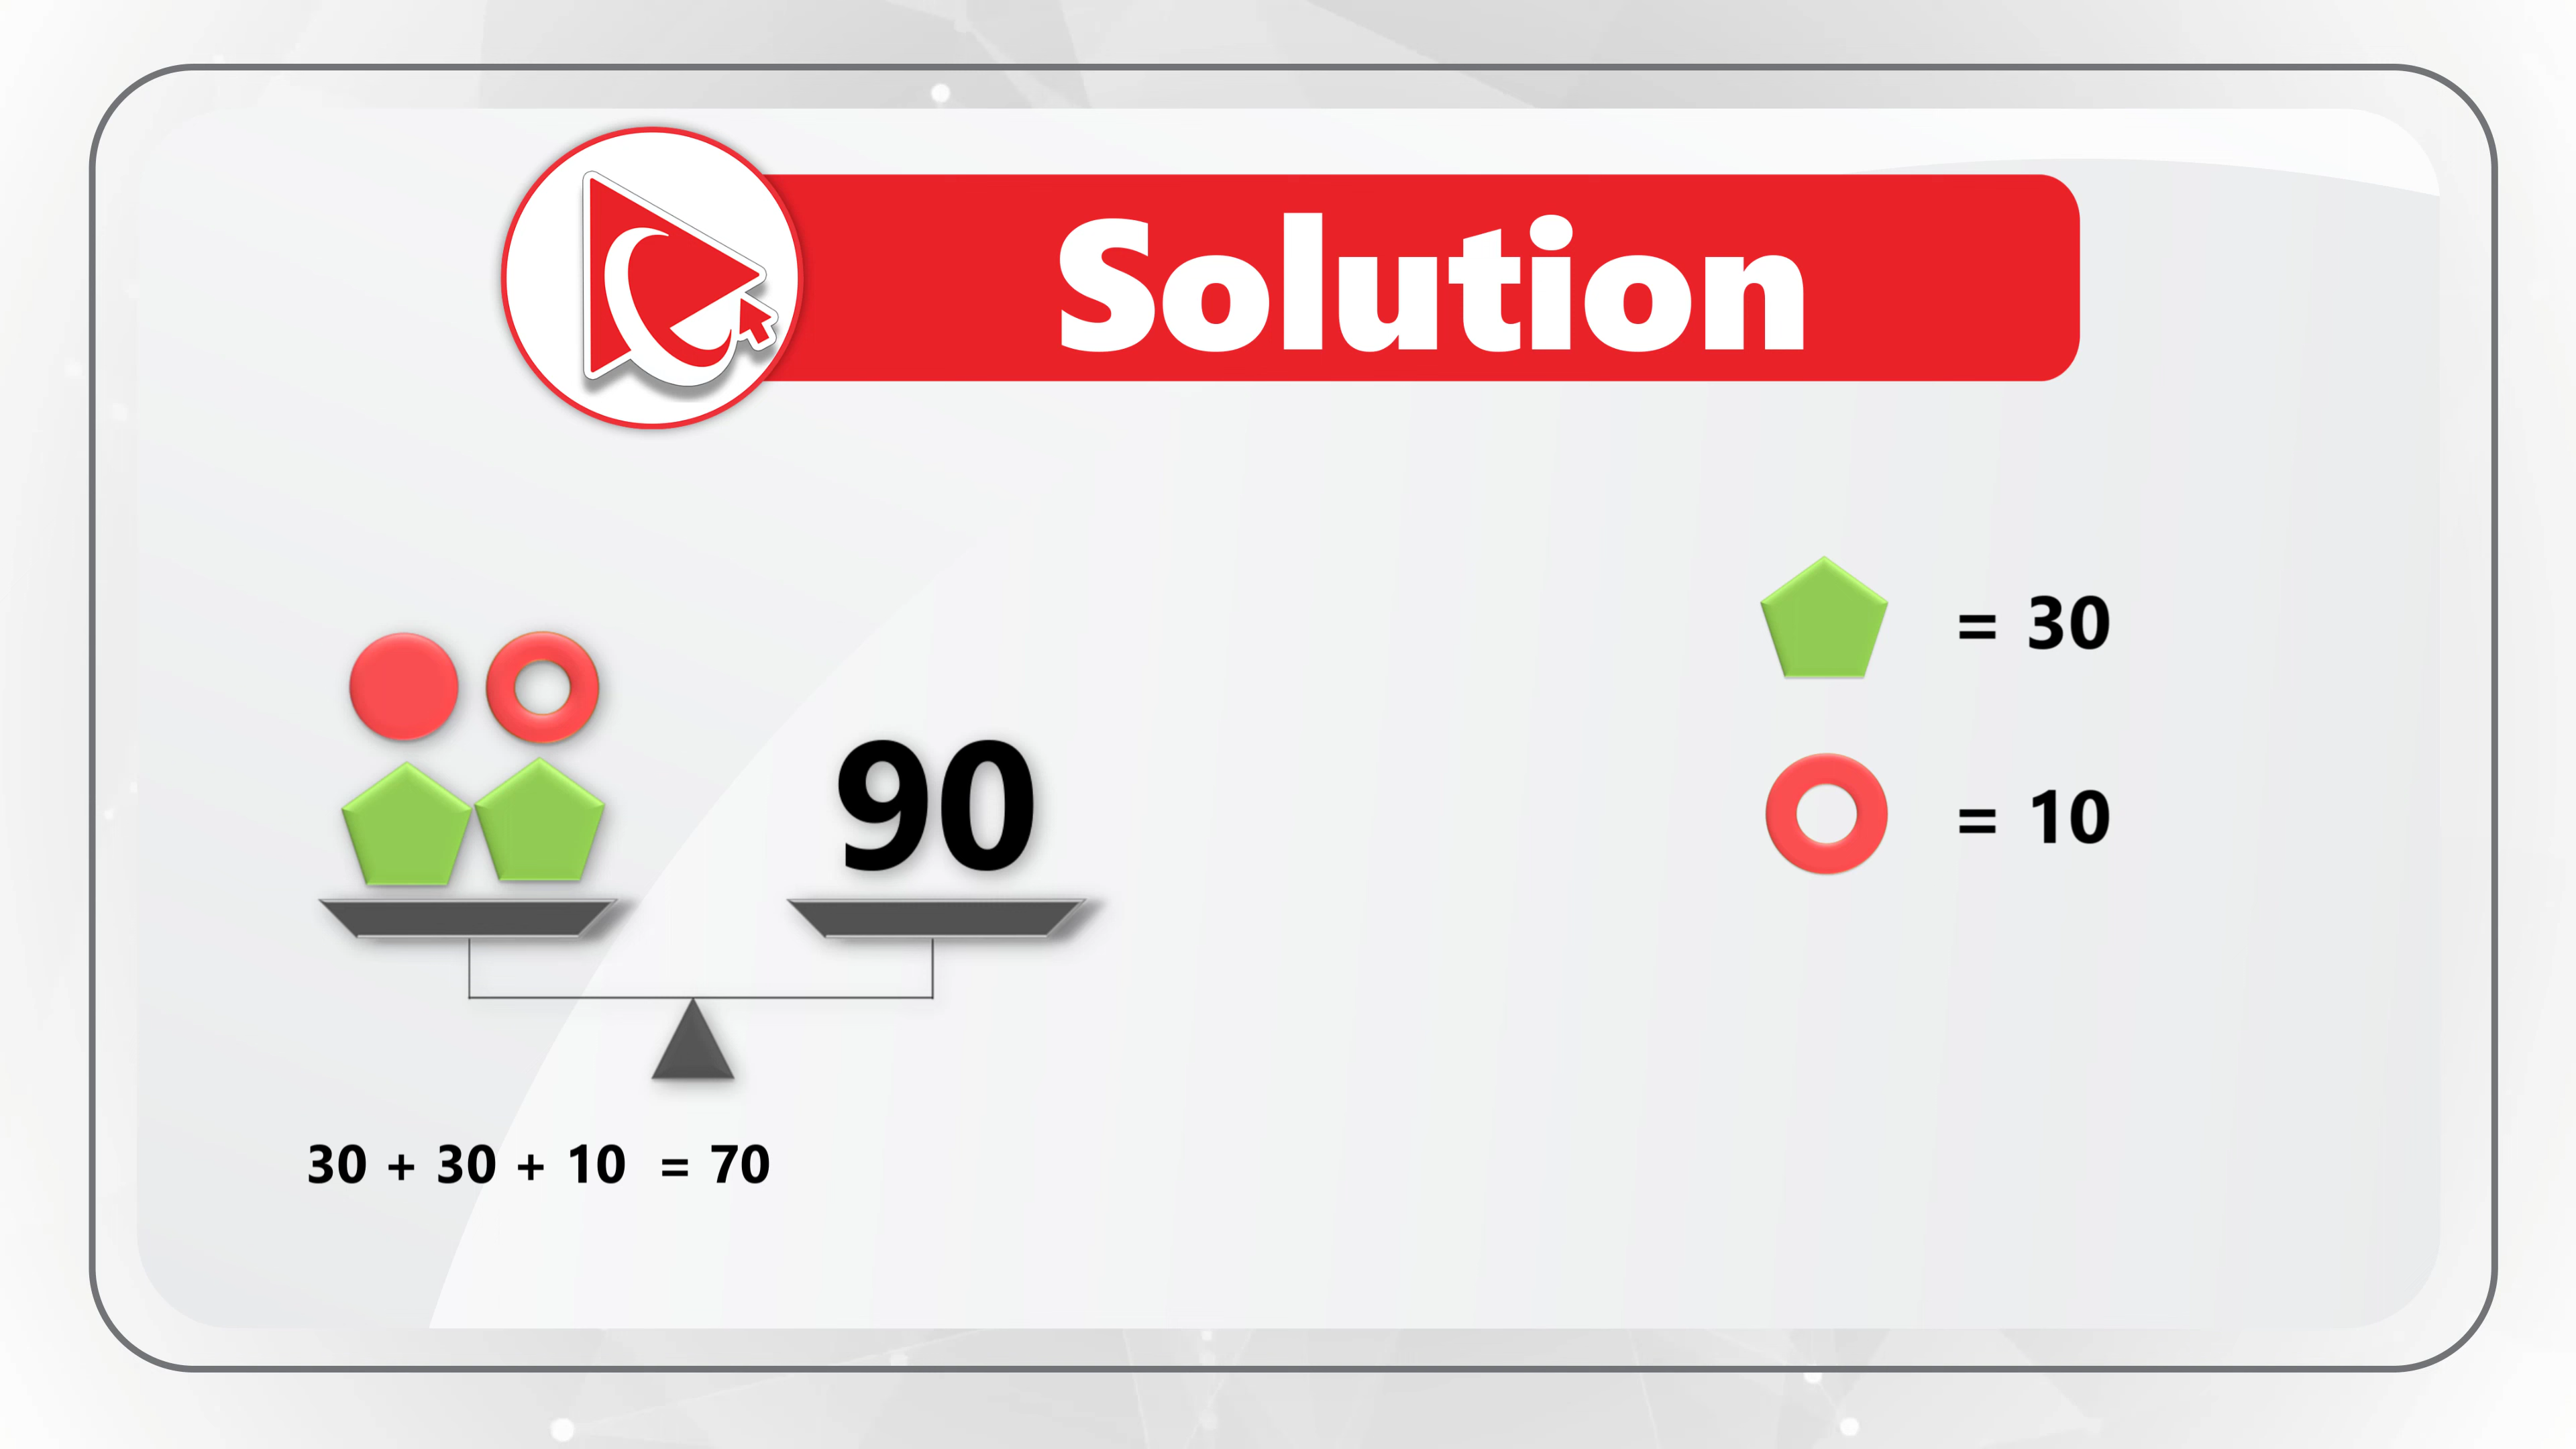 Solution
= 30
90
= 10
30 + 30 + 10 = 70